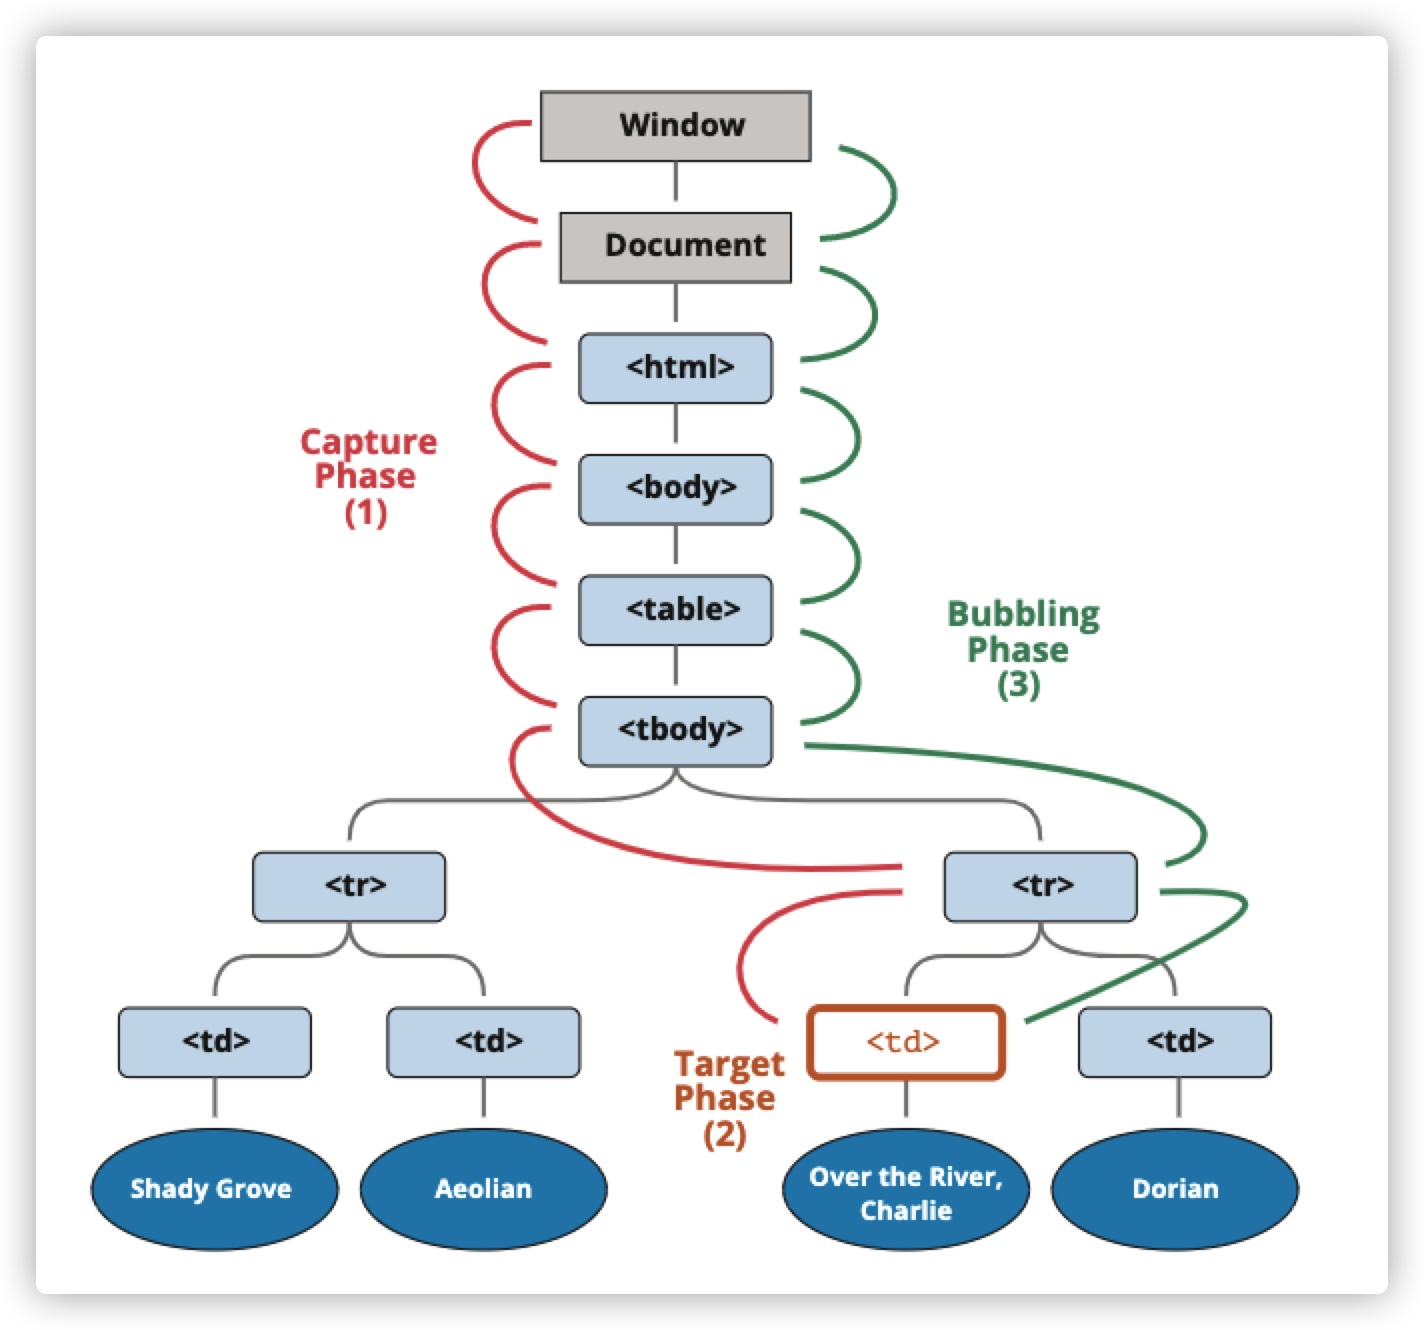 Window
Document
<html>
Capture
Phase
(1)
<body>
<table>
Bubbling
Phase
(3)
<tbody>
<tr>
<tr>
<td>
<td>
<td>
<td>
Target
Phase
(2)
Shady Grove
Aeolian
Over the River,
Charlie
Dorian